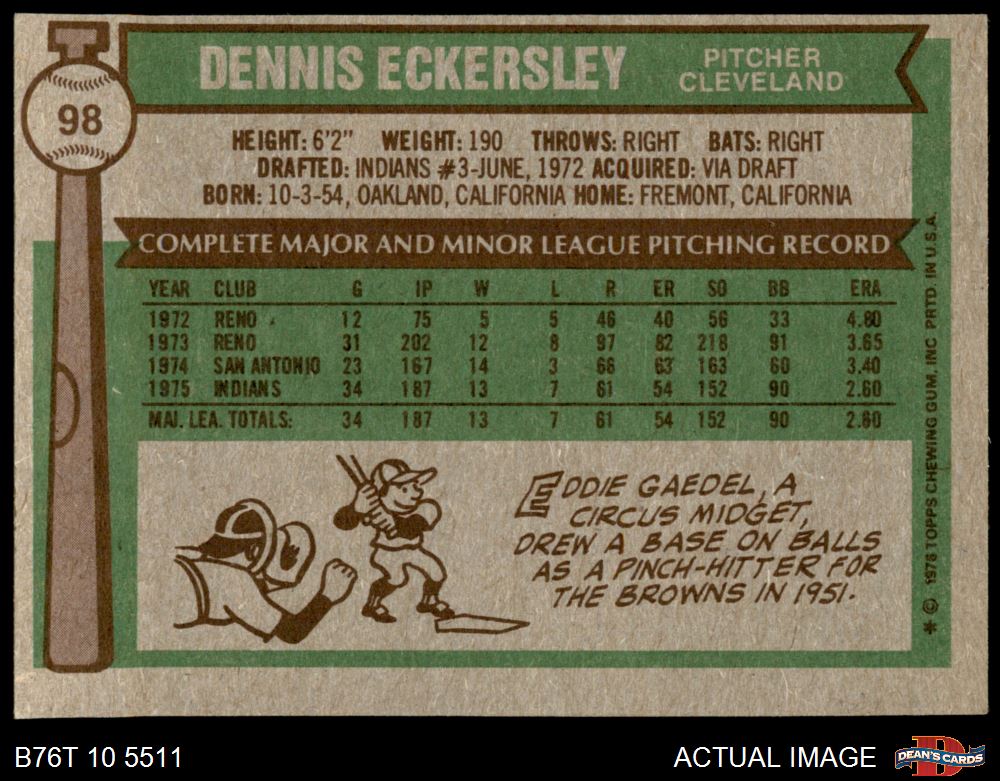 98
DENNIS ECKERSLEY
PITCHER
CLEVELAND
HEIGHT: 6'2" WEIGHT: 190 THROWS: RIGHT BATS: RIGHT
DRAFTED: INDIANS #3-JUNE, 1972 ACQUIRED: VIA DRAFT
BORN: 10-3-54, OAKLAND, CALIFORNIA HOME: FREMONT, CALIFORNIA
COMPLETE MAJOR AND MINOR LEAGUE PITCHING RECORD
YEAR CLUB G IP W L R ER SO BB ERA
1972 RENO 12 75 5 5 46 40 56 33 4.80
1973 RENO 31 202 12 8 97 82 218 91 3.65
1974 SAN ANTONIO 23 167 14 3 66 63 163 60 3.40
1975 INDIANS 34 187 13 7 61 54 152 90 2.60
MAJ. LEA. TOTALS: 34 187 13 7 61 54 152 90 2.60
EDDIE GAEDEL, A
CIRCUS MIDGET,
DREW A BASE ON BALLS
AS A PINCH-HITTER FOR
THE BROWNS IN 1951.
* © 1976 TOPPS CHEWING GUM, INC PRTD. IN U.S.A.
B76T 10 5511
ACTUAL IMAGE
D
DEAN'S CARDS